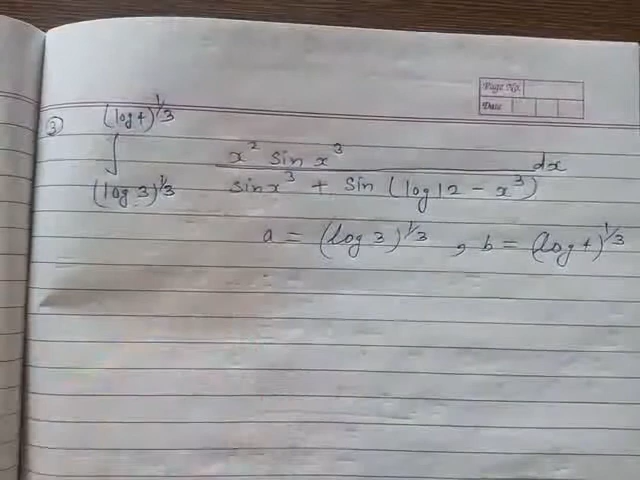 Page No.
Date
③ ∫_{(log 3)^{1/3}}^{(log 4)^{1/3}} \frac{x² sin x³}{sin x³ + sin (log 12 − x³)} dx
a = (log 3)^{1/3} , b = (log 4)^{1/3}